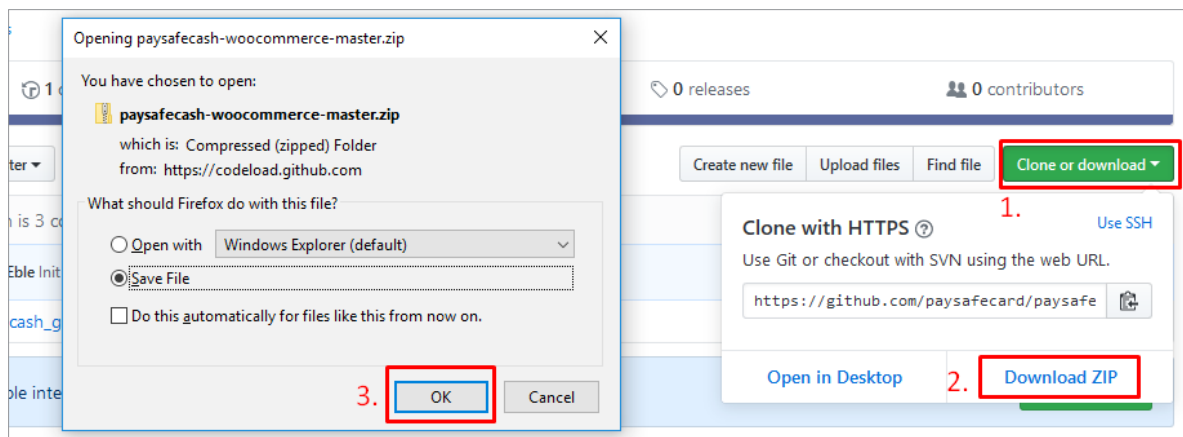 Opening paysafecash-woocommerce-master.zip
You have chosen to open:
paysafecash-woocommerce-master.zip
which is: Compressed (zipped) Folder
from: https://codeload.github.com
What should Firefox do with this file?
Open with Windows Explorer (default)
Save File
Do this automatically for files like this from now on.
3. OK Cancel
1
0 releases
0 contributors
Create new file Upload files Find file Clone or download
1.
Clone with HTTPS Use SSH
Use Git or checkout with SVN using the web URL.
https://github.com/paysafecard/paysafe
Open in Desktop 2. Download ZIP
is 3
Eble Init
cash_g
inte